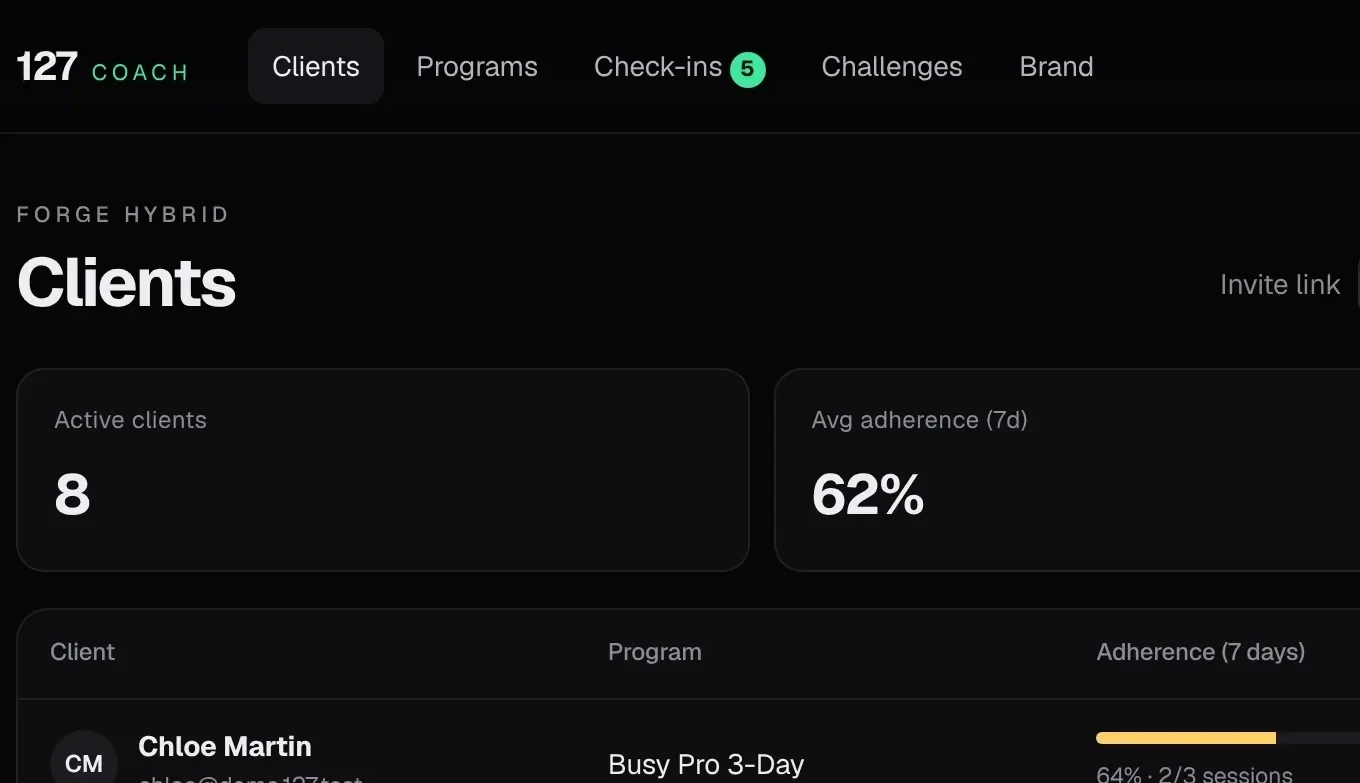 127 COACH Clients Programs Check-ins 5 Challenges Brand
FORGE HYBRID
Clients
Invite link
Active clients Avg adherence (7d)
8 62%
Client Program Adherence (7 days)
CM Chloe Martin Busy Pro 3-Day
64% · 2/3 sessions